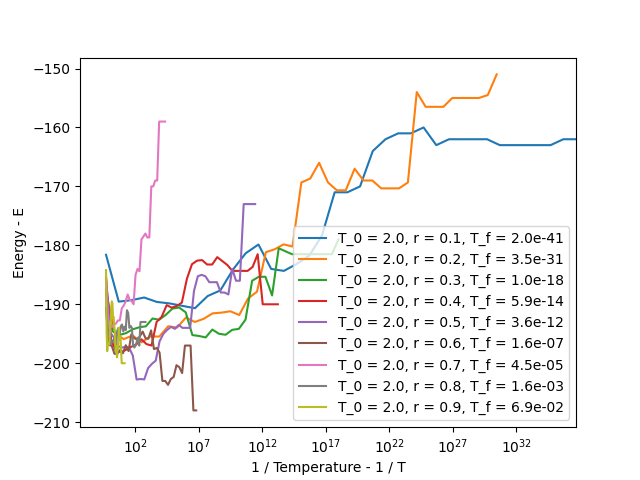 −150
−160
−170
−180
−190
−200
−210
Energy - E
10^2
10^7
10^12
10^17
10^22
10^27
10^32
1 / Temperature - 1 / T
T_0 = 2.0, r = 0.1, T_f = 2.0e-41
T_0 = 2.0, r = 0.2, T_f = 3.5e-31
T_0 = 2.0, r = 0.3, T_f = 1.0e-18
T_0 = 2.0, r = 0.4, T_f = 5.9e-14
T_0 = 2.0, r = 0.5, T_f = 3.6e-12
T_0 = 2.0, r = 0.6, T_f = 1.6e-07
T_0 = 2.0, r = 0.7, T_f = 4.5e-05
T_0 = 2.0, r = 0.8, T_f = 1.6e-03
T_0 = 2.0, r = 0.9, T_f = 6.9e-02